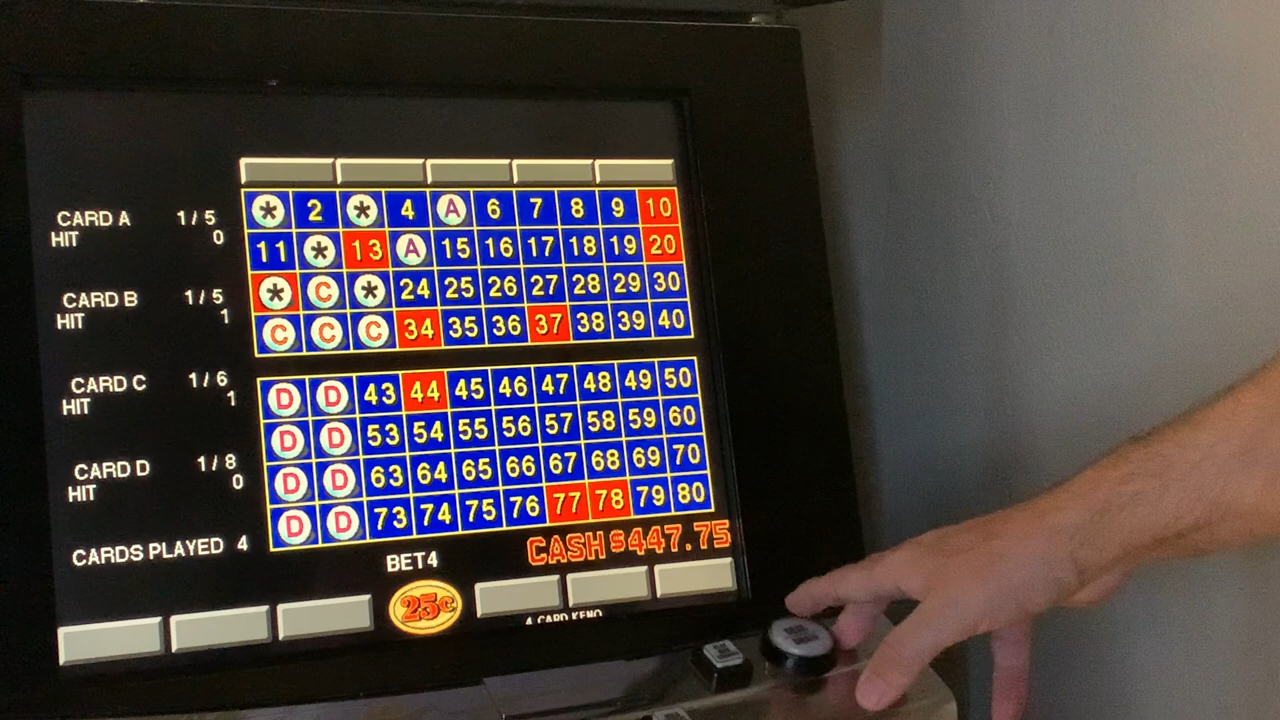 CARD A 1/5
HIT 0
CARD B 1/5
HIT 1
CARD C 1/6
HIT 1
CARD D 1/8
HIT 0
CARDS PLAYED 4
* 2 * 4 A 6 7 8 9 10
11 * 13 A 15 16 17 18 19 20
* C * 24 25 26 27 28 29 30
C C C 34 35 36 37 38 39 40
D D 43 44 45 46 47 48 49 50
D D 53 54 55 56 57 58 59 60
D D 63 64 65 66 67 68 69 70
D D 73 74 75 76 77 78 79 80
BET4
CASH $447.75
25¢
4 CARD KENO